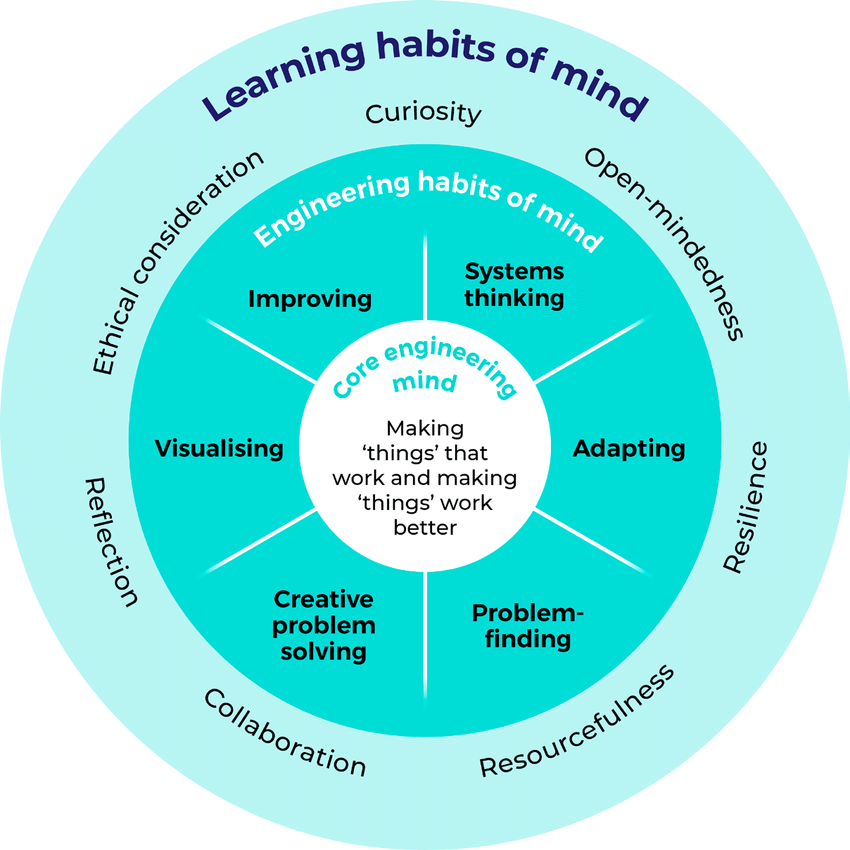 Learning habits of mind
Curiosity
Open-mindedness
Resilience
Resourcefulness
Collaboration
Reflection
Ethical consideration
Engineering habits of mind
Systems
thinking
Adapting
Problem-
finding
Creative
problem
solving
Visualising
Improving
Core engineering
mind
Making
‘things’ that
work and making
‘things’ work
better